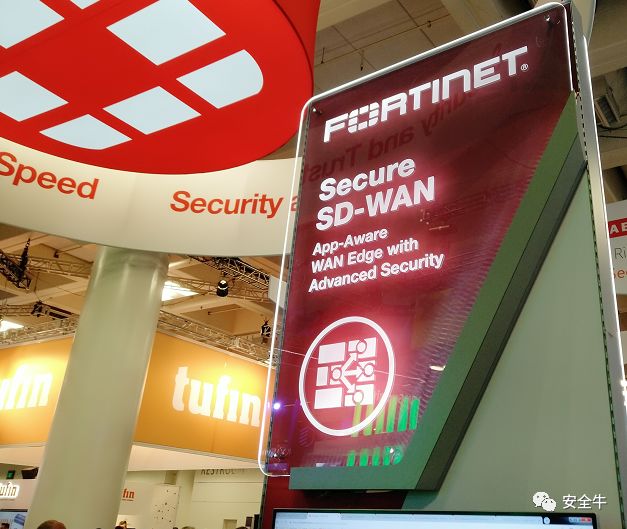 FORTINET®
Secure
SD-WAN
App-Aware
WAN Edge with
Advanced Security
Speed
Security a
tufin
tufin
tufin
tufin
安全牛